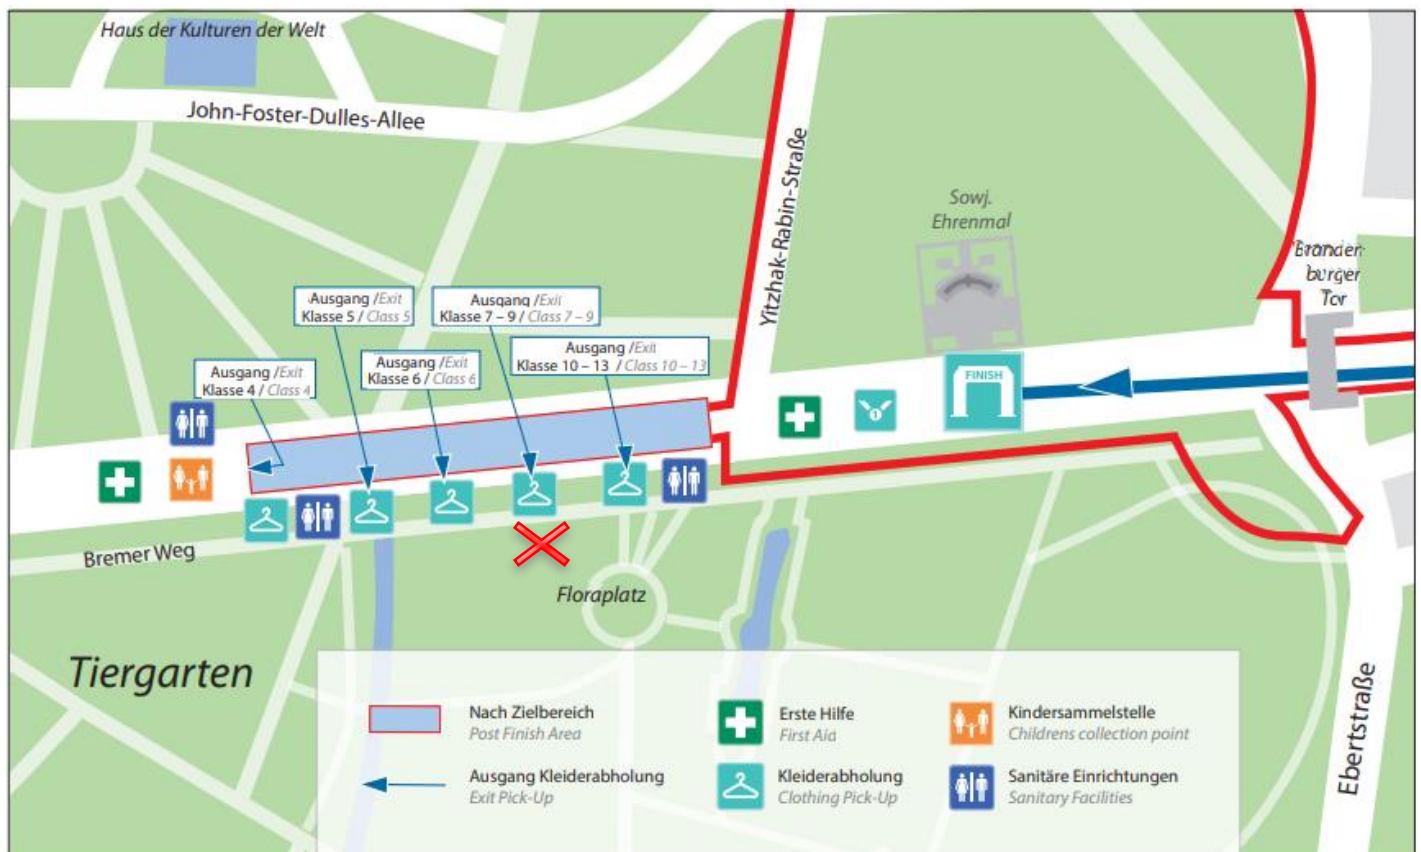 Haus der Kulturen der Welt
John-Foster-Dulles-Allee
Yitzhak-Rabin-Straße
Sowj.
Ehrenmal
Branden-
burger
Tor
Ausgang /Exit
Klasse 5 / Class 5
Ausgang /Exit
Klasse 7 – 9 / Class 7 – 9
Ausgang /Exit
Klasse 4 / Class 4
Ausgang /Exit
Klasse 6 / Class 6
Ausgang /Exit
Klasse 10 – 13 / Class 10 – 13
FINISH
1
Bremer Weg
Floraplatz
Tiergarten
Ebertstraße
Nach Zielbereich
Post Finish Area
Ausgang Kleiderabholung
Exit Pick-Up
Erste Hilfe
First Aid
Kleiderabholung
Clothing Pick-Up
Kindersammelstelle
Childrens collection point
Sanitäre Einrichtungen
Sanitary Facilities